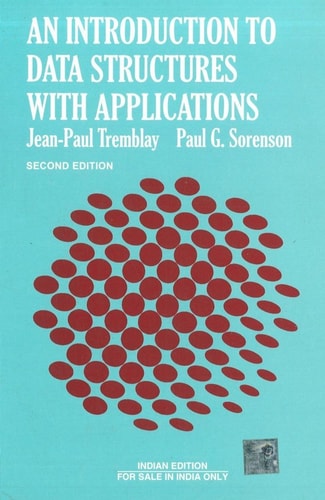 AN INTRODUCTION TO
DATA STRUCTURES
WITH APPLICATIONS
Jean-Paul Tremblay Paul G. Sorenson
SECOND EDITION
INDIAN EDITION
FOR SALE IN INDIA ONLY